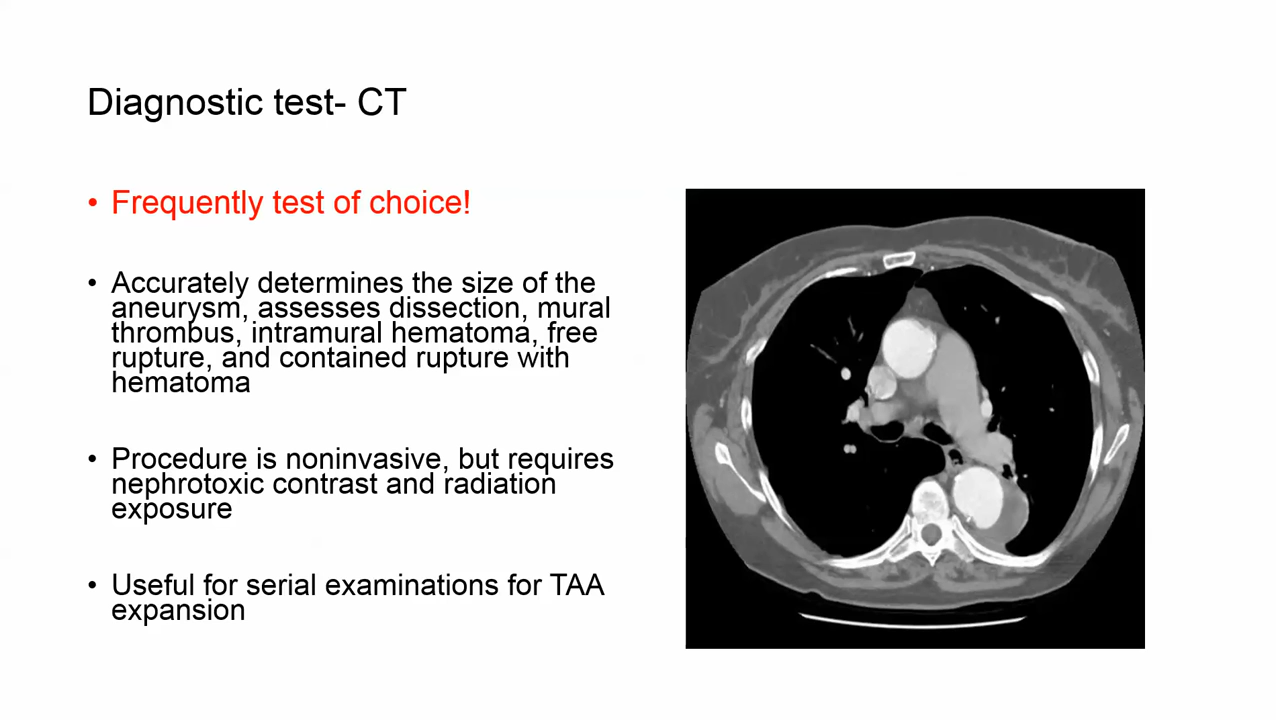 Diagnostic test- CT
• Frequently test of choice!
• Accurately determines the size of the
aneurysm, assesses dissection, mural
thrombus, intramural hematoma, free
rupture, and contained rupture with
hematoma
• Procedure is noninvasive, but requires
nephrotoxic contrast and radiation
exposure
• Useful for serial examinations for TAA
expansion